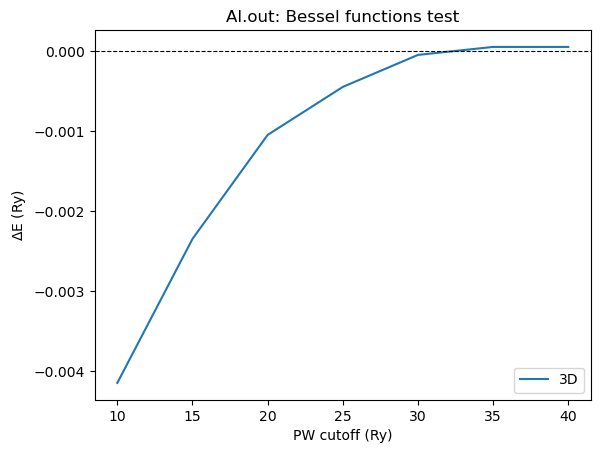 Al.out: Bessel functions test
ΔE (Ry)
0.000
−0.001
−0.002
−0.003
−0.004
3D
10 15 20 25 30 35 40
PW cutoff (Ry)